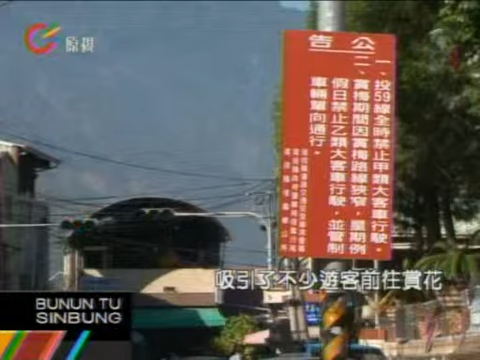 原視
公告
一、投59線全時禁止甲類大客車行駛。
二、賞梅期間因賞梅路線狹窄，星期例
假日禁止乙類大客車行駛，並管制
車輛單向通行。
吸引了不少遊客前往賞花
BUNUN TU
SINBUNG